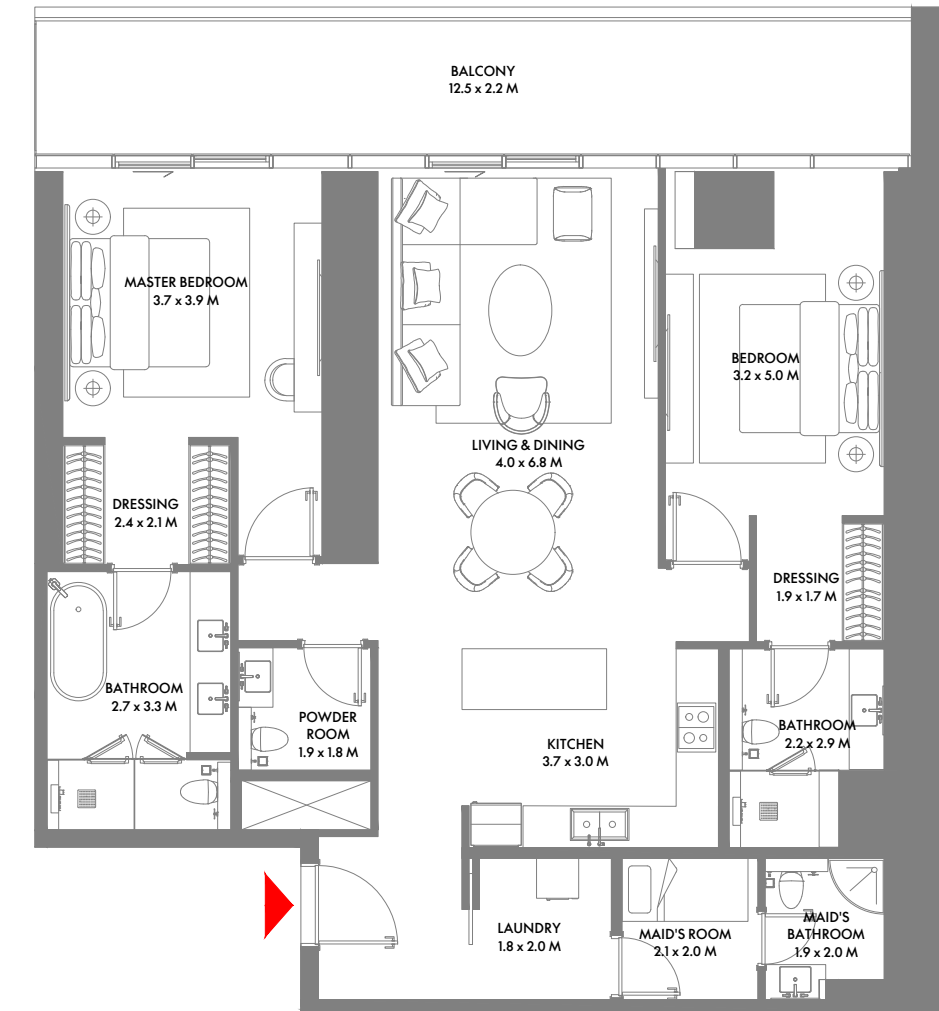 BALCONY
12.5 x 2.2 M
MASTER BEDROOM
3.7 x 3.9 M
BEDROOM
3.2 x 5.0 M
LIVING & DINING
4.0 x 6.8 M
DRESSING
2.4 x 2.1 M
DRESSING
1.9 x 1.7 M
BATHROOM
2.7 x 3.3 M
POWDER
ROOM
1.9 x 1.8 M
KITCHEN
3.7 x 3.0 M
BATHROOM
2.2 x 2.9 M
LAUNDRY
1.8 x 2.0 M
MAID'S ROOM
2.1 x 2.0 M
MAID'S
BATHROOM
1.9 x 2.0 M